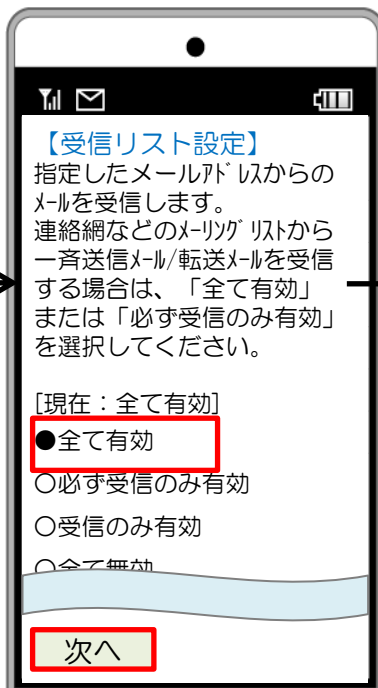 【受信リスト設定】
指定したメールｱﾄﾞﾚｽからの
ﾒｰﾙを受信します。
連絡網などのﾒｰﾘﾝｸﾞﾘｽﾄから
一斉送信ﾒｰﾙ/転送ﾒｰﾙを受信
する場合は、「全て有効」
または「必ず受信のみ有効」
を選択してください。
[現在：全て有効]
●全て有効
○必ず受信のみ有効
○受信のみ有効
○全て無効
次へ